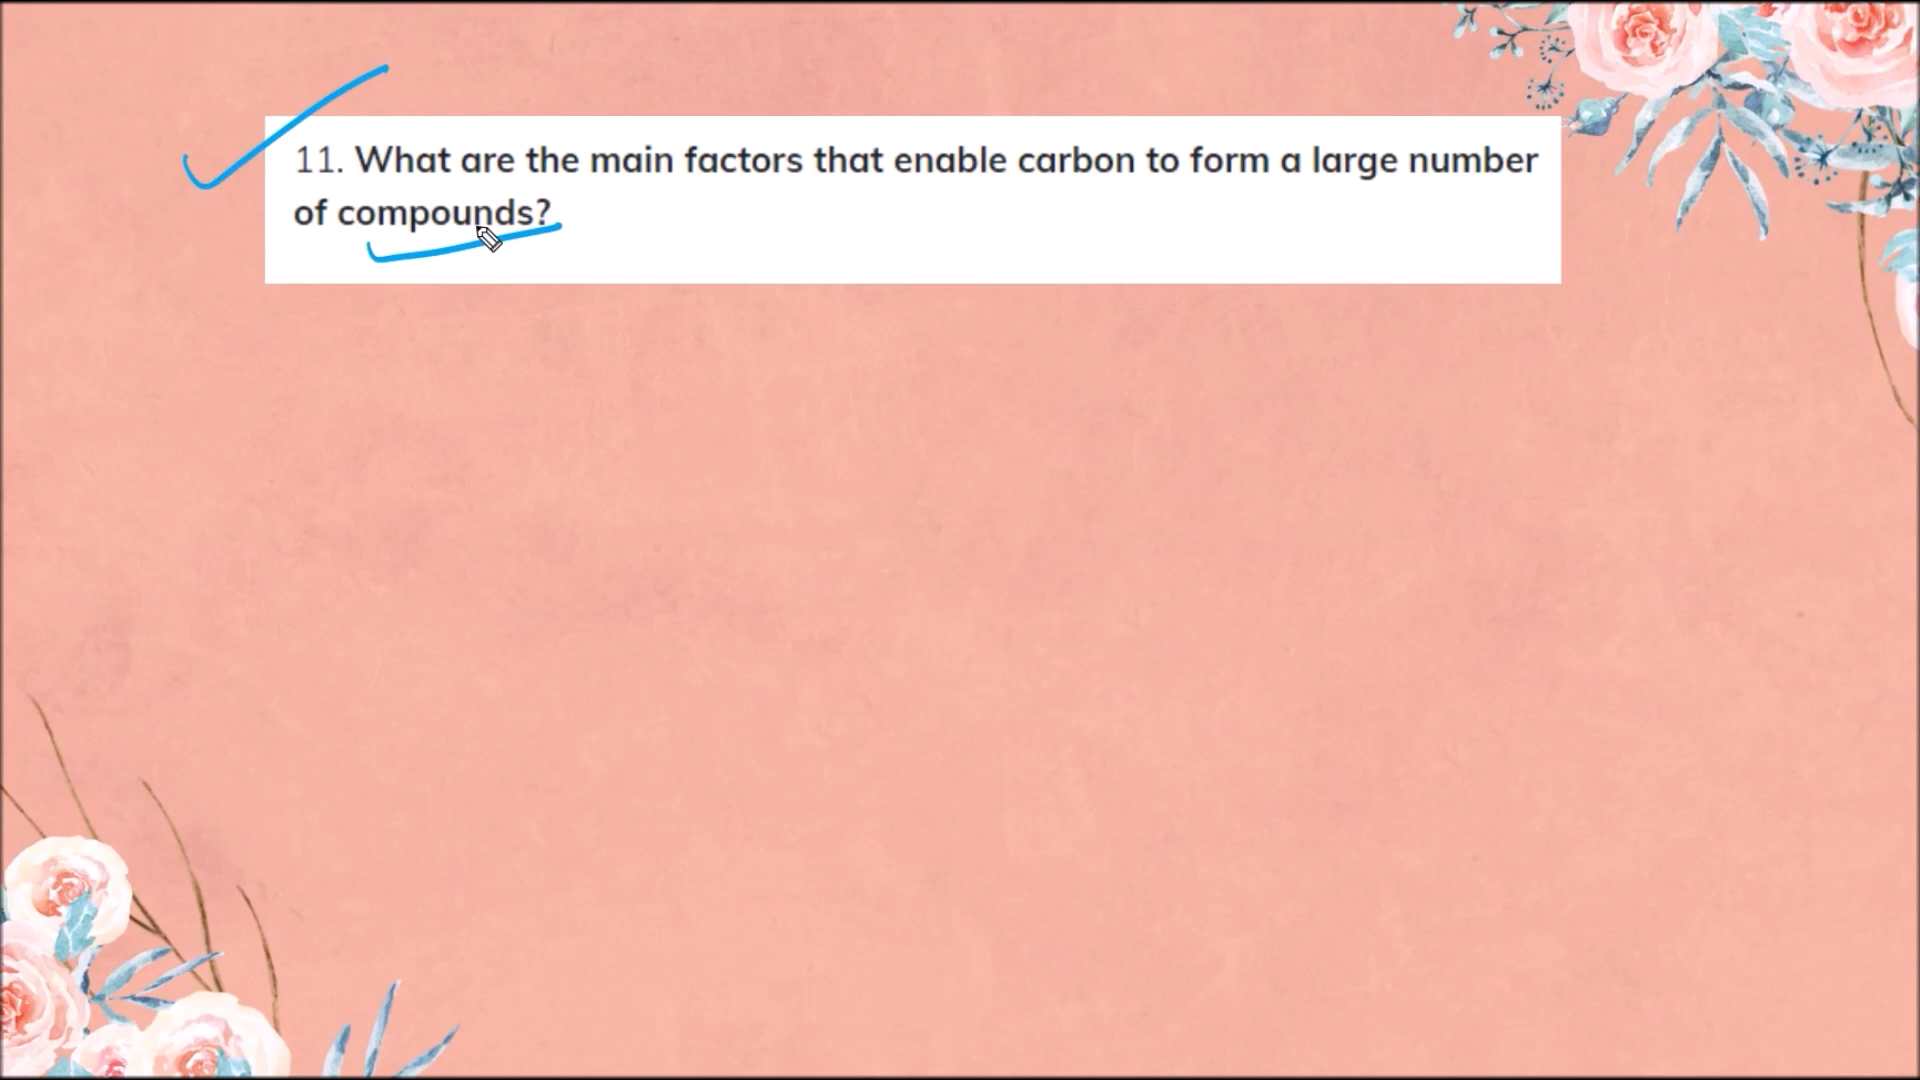 11. What are the main factors that enable carbon to form a large number
of compounds?